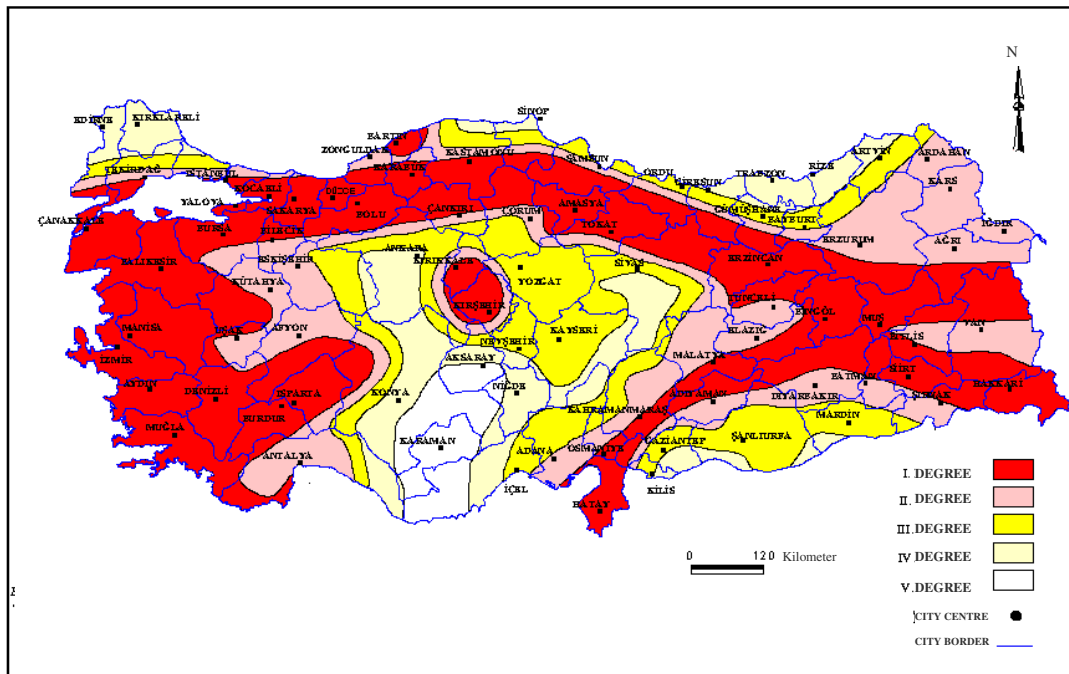 N
SİNOP
EDİRNE
KIRKLARELİ
BARTIN
ZONGULDAK
KASTAMONU
KARABÜK
SAMSUN
ARTVİN
ARDAHAN
TEKİRDAĞ
İSTANBUL
KOCAELİ
DÜZCE
ORDU
GİRESUN
TRABZON
RİZE
KARS
YALOVA
SAKARYA
BOLU
ÇANKIRI
ÇORUM
AMASYA
TOKAT
GÜMÜŞHANE
BAYBURT
IĞDIR
ÇANAKKALE
BURSA
BİLECİK
ERZURUM
AĞRI
BALIKESİR
ESKİŞEHİR
ANKARA
KIRIKKALE
YOZGAT
SİVAS
ERZİNCAN
KÜTAHYA
KIRŞEHİR
TUNCELİ
BİNGÖL
MUŞ
MANİSA
UŞAK
AFYON
KAYSERİ
ELAZIĞ
BİTLİS
VAN
İZMİR
NEVŞEHİR
AKSARAY
MALATYA
SİİRT
AYDIN
DENİZLİ
ISPARTA
KONYA
NİĞDE
ADIYAMAN
DİYARBAKIR
BATMAN
ŞIRNAK
HAKKARİ
BURDUR
KAHRAMANMARAŞ
MARDİN
MUĞLA
KARAMAN
ADANA
OSMANİYE
GAZİANTEP
ŞANLIURFA
ANTALYA
İÇEL
KİLİS
HATAY
I. DEGREE
II. DEGREE
III. DEGREE
IV. DEGREE
V. DEGREE
0 120 Kilometer
CITY CENTRE
CITY BORDER